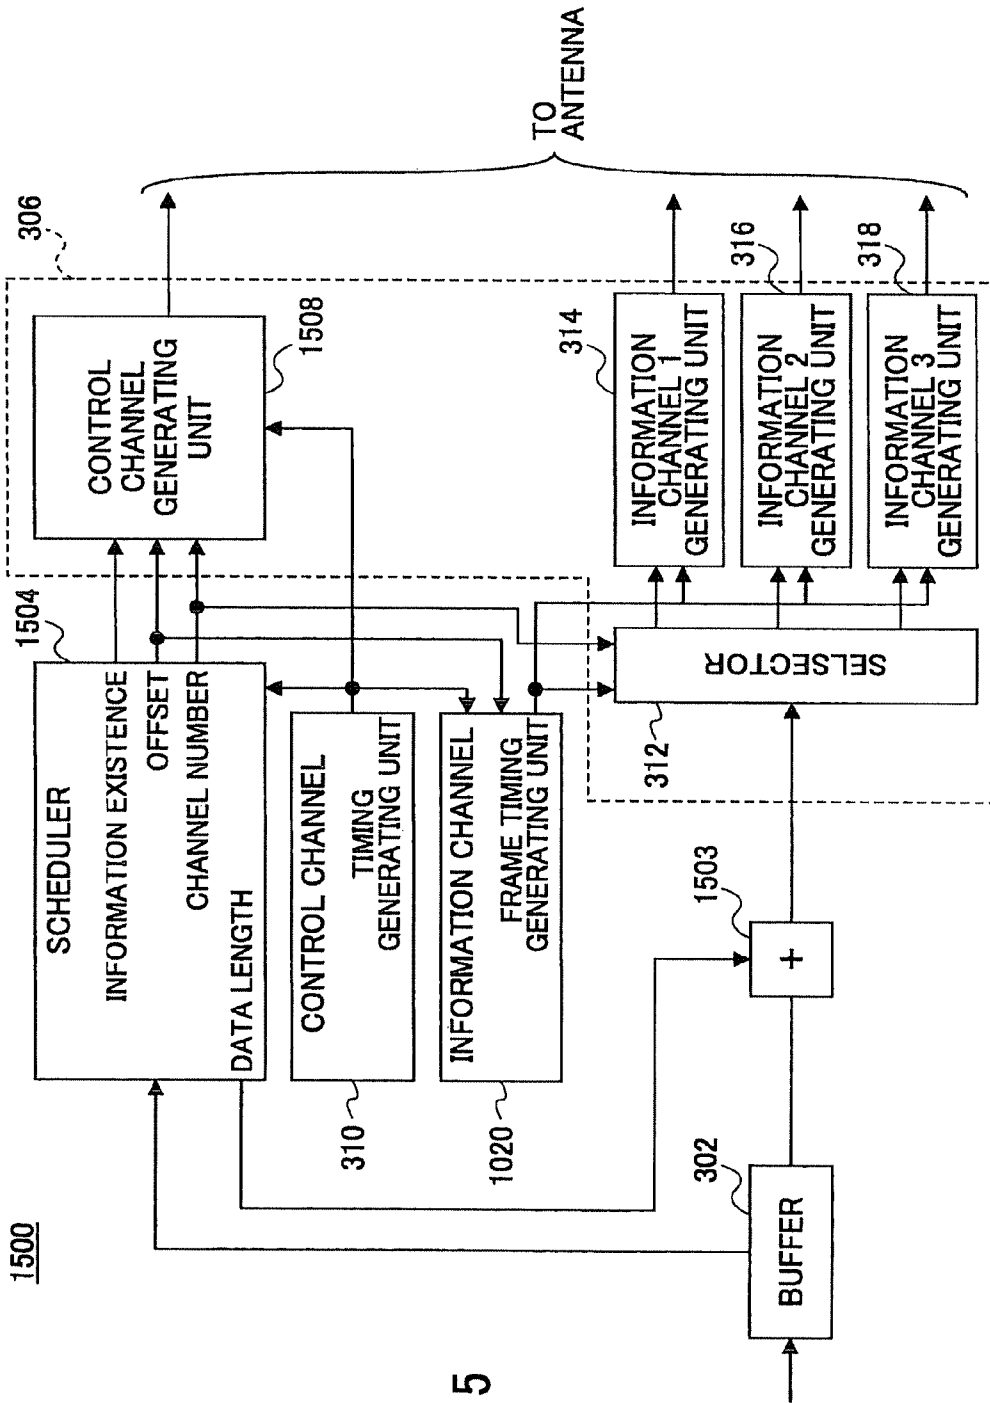 1500
SCHEDULER
1504
INFORMATION EXISTENCE
OFFSET
CHANNEL NUMBER
DATA LENGTH
CONTROL
CHANNEL
GENERATING
UNIT
1508
306
CONTROL CHANNEL
TIMING
GENERATING UNIT
310
INFORMATION CHANNEL
FRAME TIMING
GENERATING UNIT
1020
TO
ANTENNA
INFORMATION
CHANNEL 1
GENERATING UNIT
314
INFORMATION
CHANNEL 2
GENERATING UNIT
316
INFORMATION
CHANNEL 3
GENERATING UNIT
318
SELSECTOR
312
+
1503
BUFFER
302
5